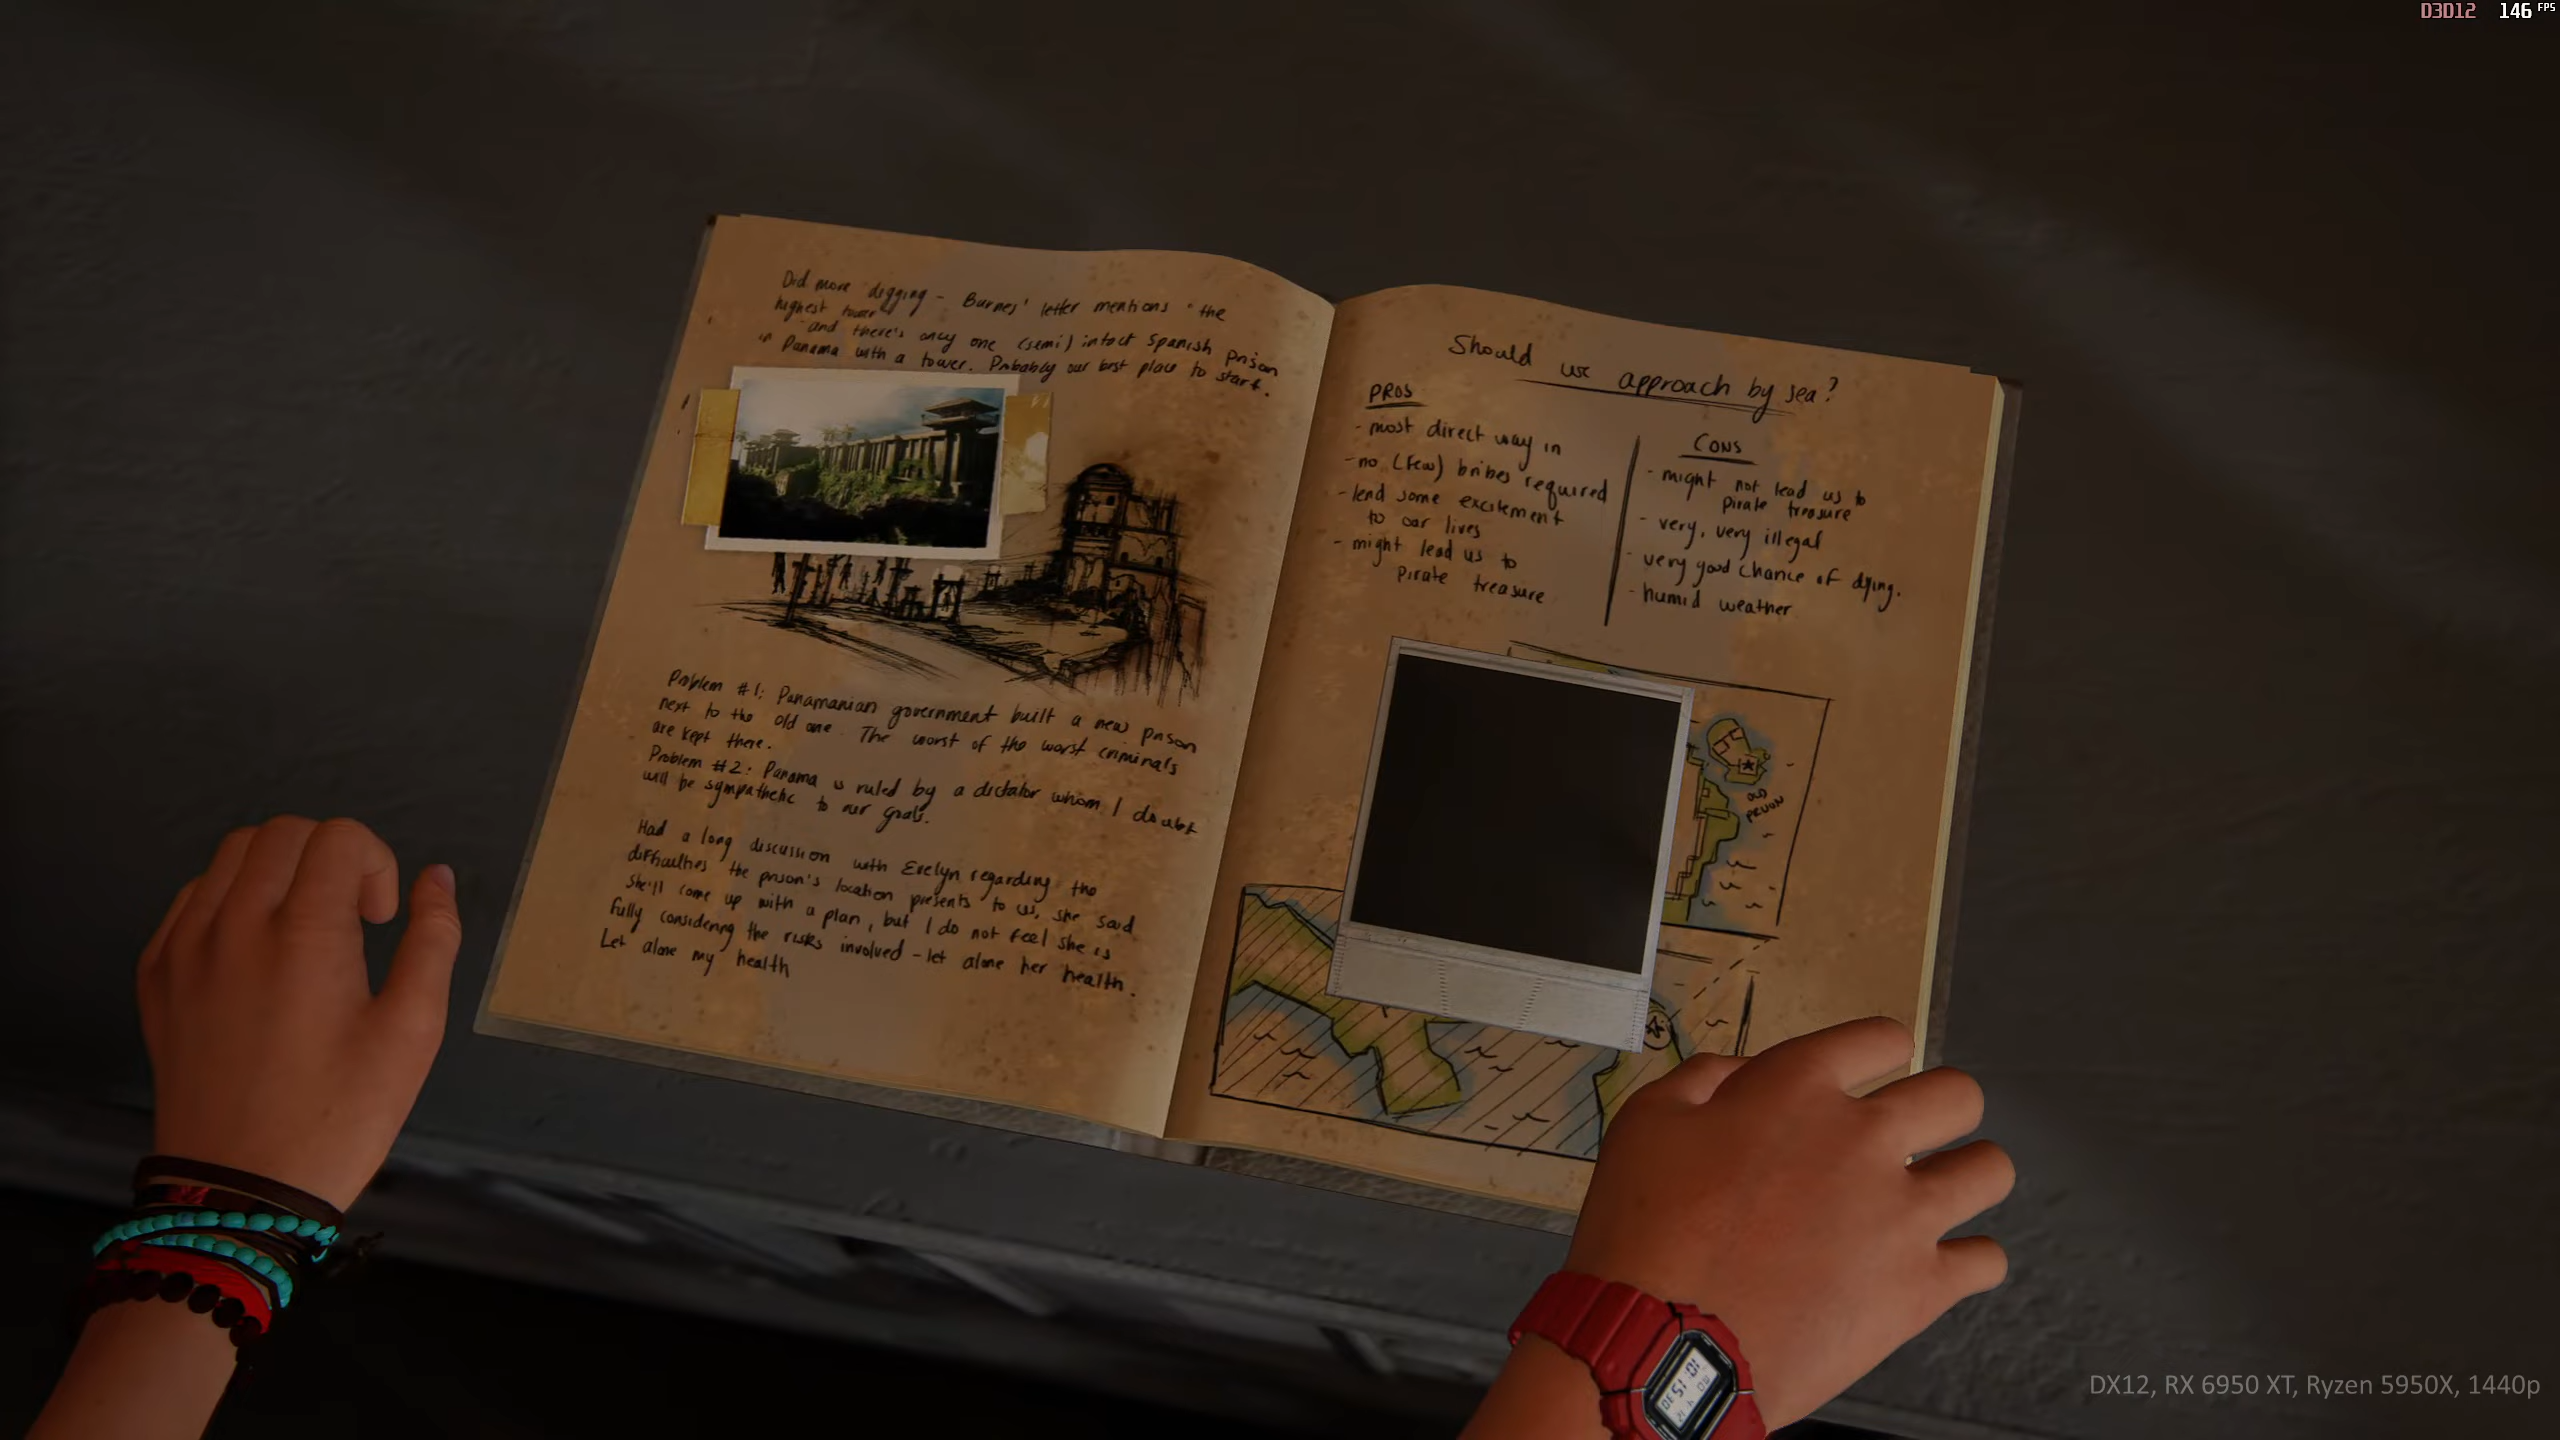 D3D12 146 FPS
Did more digging - Barnes' letter mentions "the
highest tower"
and there's only one (semi) intact Spanish prison
in Panama with a tower. Probably our best place to start.
Problem #1: Panamanian government built a new prison
next to the old one. The worst of the worst criminals
are kept there.
Problem #2: Panama is ruled by a dictator whom I doubt
will be sympathetic to our goals.
Had a long discussion with Evelyn regarding the
difficulties the prison's location presents to us, she said
she'll come up with a plan, but I do not feel she is
fully considering the risks involved - let alone her health.
Let alone my health
Should we approach by sea?
PROS
- most direct way in
- no (few) bribes required
- lend some excitement
to our lives
- might lead us to
pirate treasure
CONS
- might not lead us to
pirate treasure
- very, very illegal
- very good chance of dying.
- humid weather
OLD
PRISON
DX12, RX 6950 XT, Ryzen 5950X, 1440p